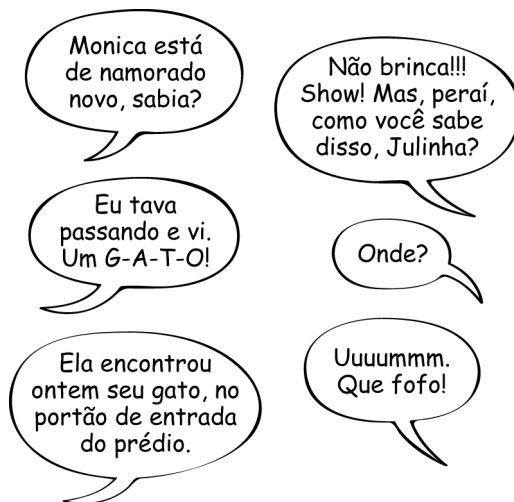 Monica está
de namorado
novo, sabia?
Não brinca!!!
Show! Mas, peraí,
como você sabe
disso, Julinha?
Eu tava
passando e vi.
Um G-A-T-O!
Onde?
Ela encontrou
ontem seu gato, no
portão de entrada
do prédio.
Uuuummm.
Que fofo!